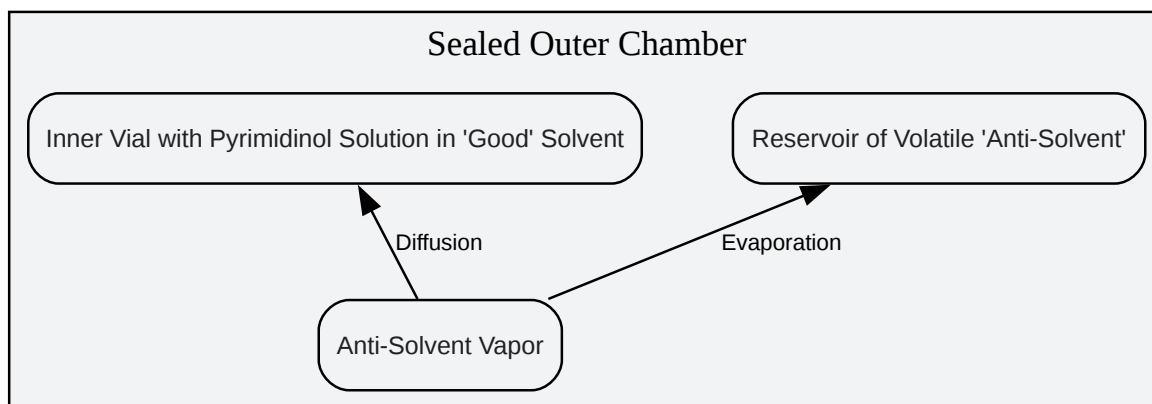 Sealed Outer Chamber
Inner Vial with Pyrimidinol Solution in 'Good' Solvent
Reservoir of Volatile 'Anti-Solvent'
Diffusion
Evaporation
Anti-Solvent Vapor